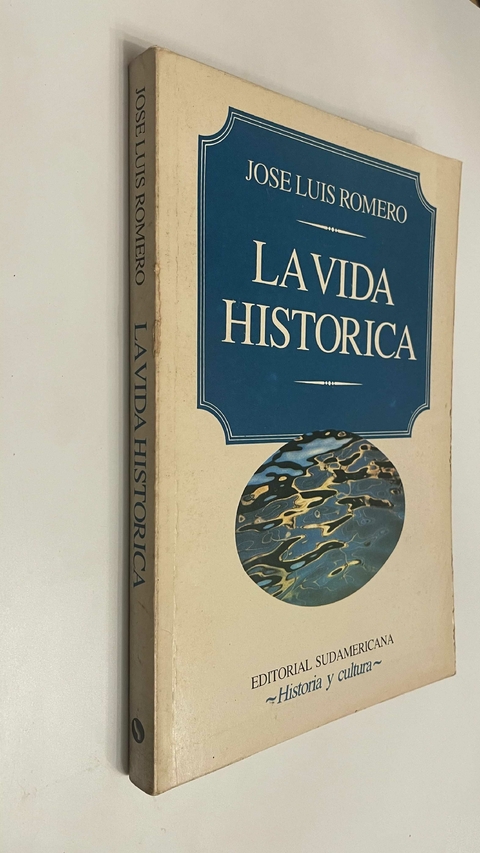 JOSE LUIS ROMERO LA VIDA HISTORICA
JOSE LUIS ROMERO
LA VIDA
HISTORICA
EDITORIAL SUDAMERICANA
~Historia y cultura~